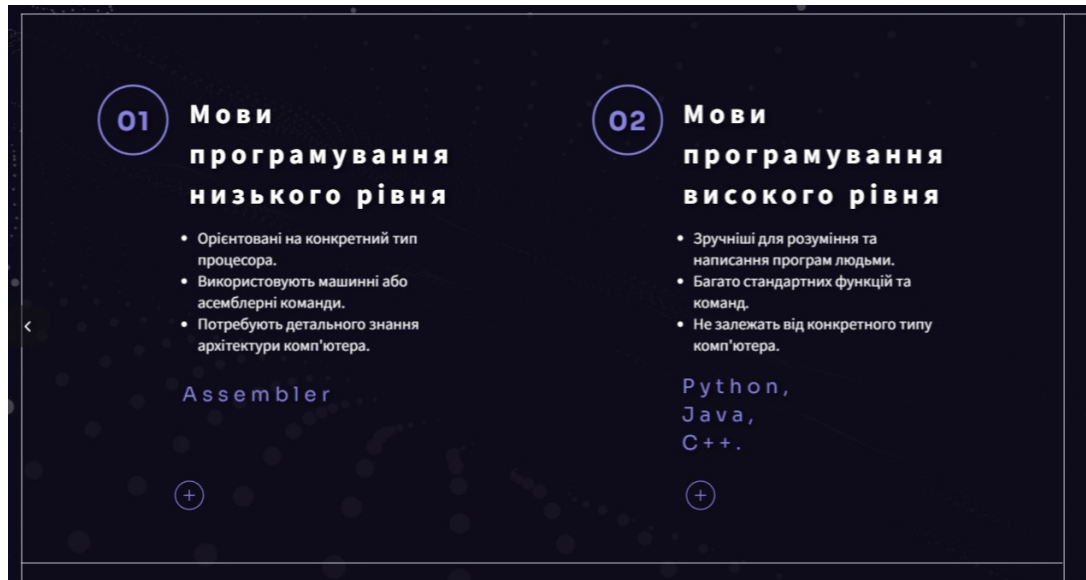 01
Мови
програмування
низького рівня
• Орієнтовані на конкретний тип
процесора.
• Використовують машинні або
асемблерні команди.
• Потребують детального знання
архітектури комп'ютера.
Assembler
+
02
Мови
програмування
високого рівня
• Зручніші для розуміння та
написання програм людьми.
• Багато стандартних функцій та
команд.
• Не залежать від конкретного типу
комп'ютера.
Python,
Java,
C++.
+